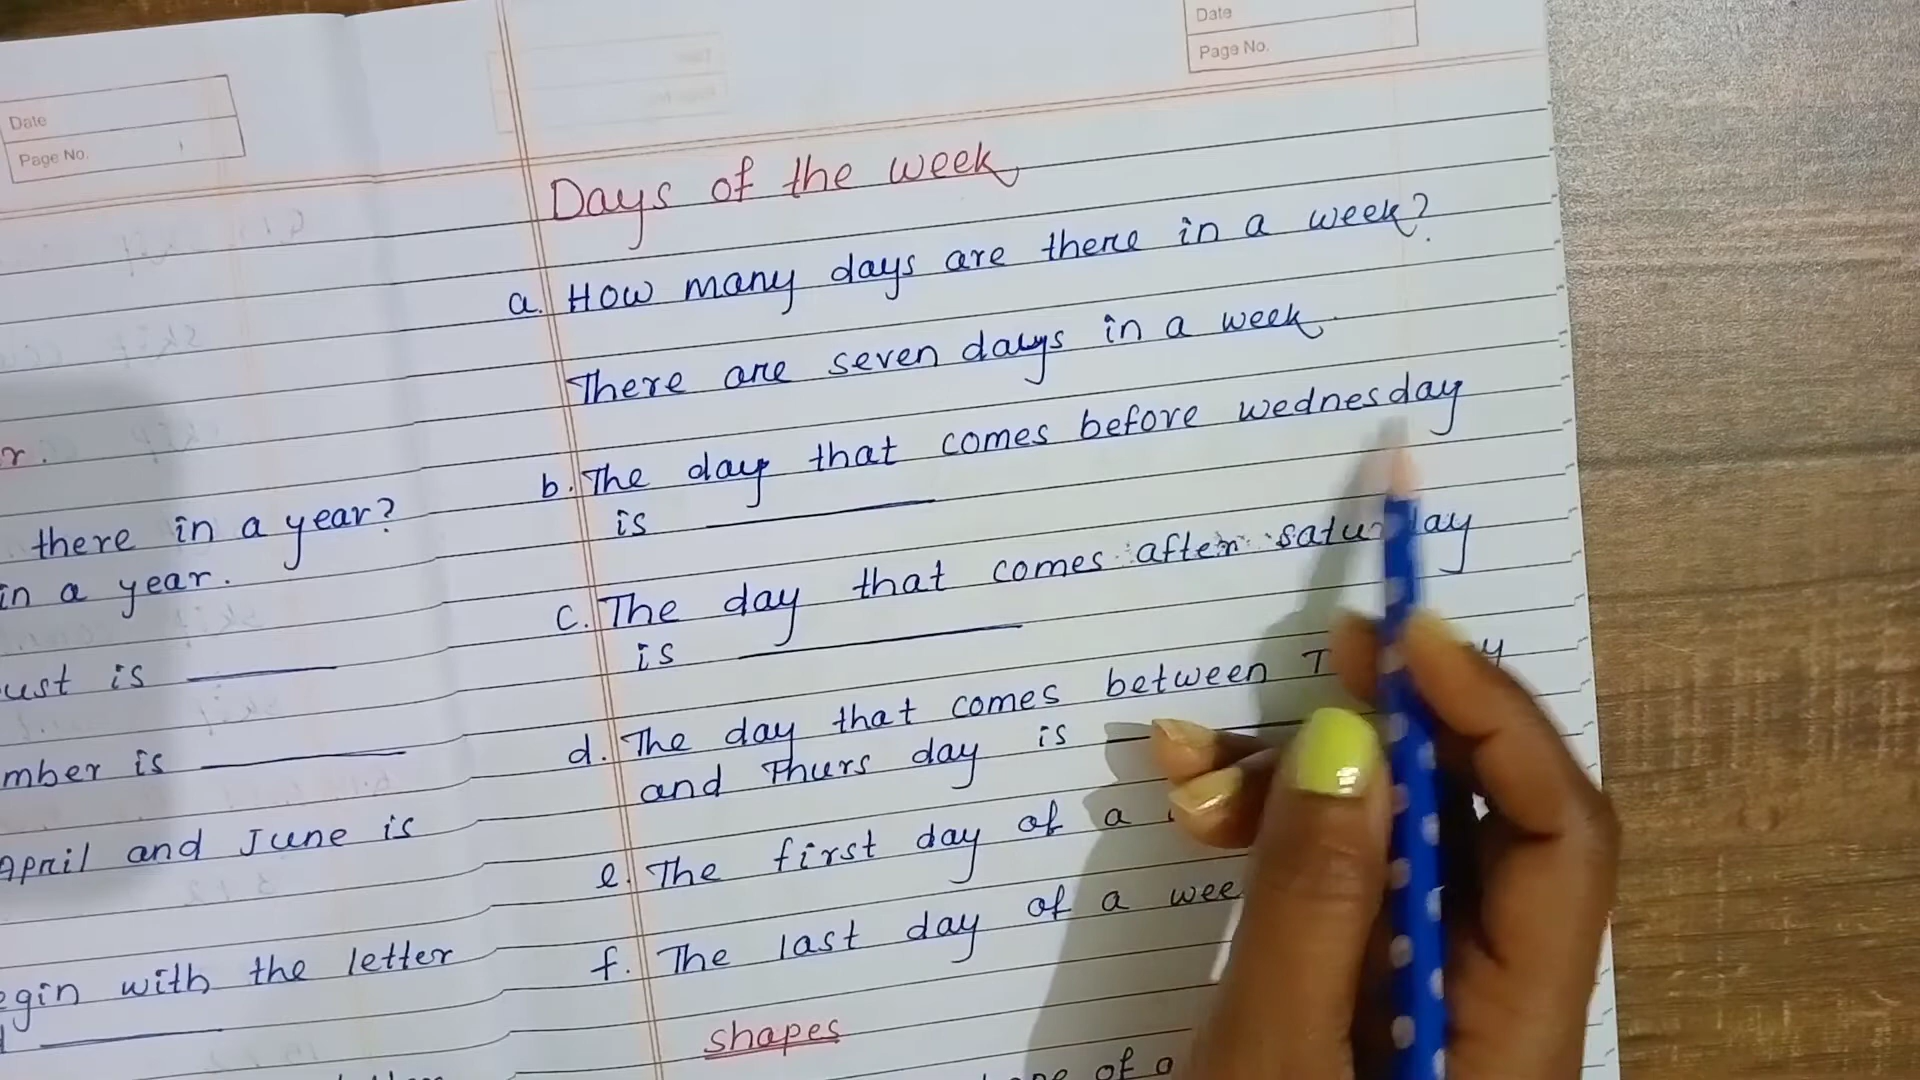 Date
Page No.
r.
there in a year?
in a year.
ust is
mber is
April and June is
egin with the letter
Date
Page No.
Days of the week
a. How many days are there in a week?
There are seven days in a week
b. The day that comes before wednesday
is
c. The day that comes after saturday
is
d. The day that comes between
and Thurs day is
e. The first day of a
f. The last day of a wee
shapes
of a